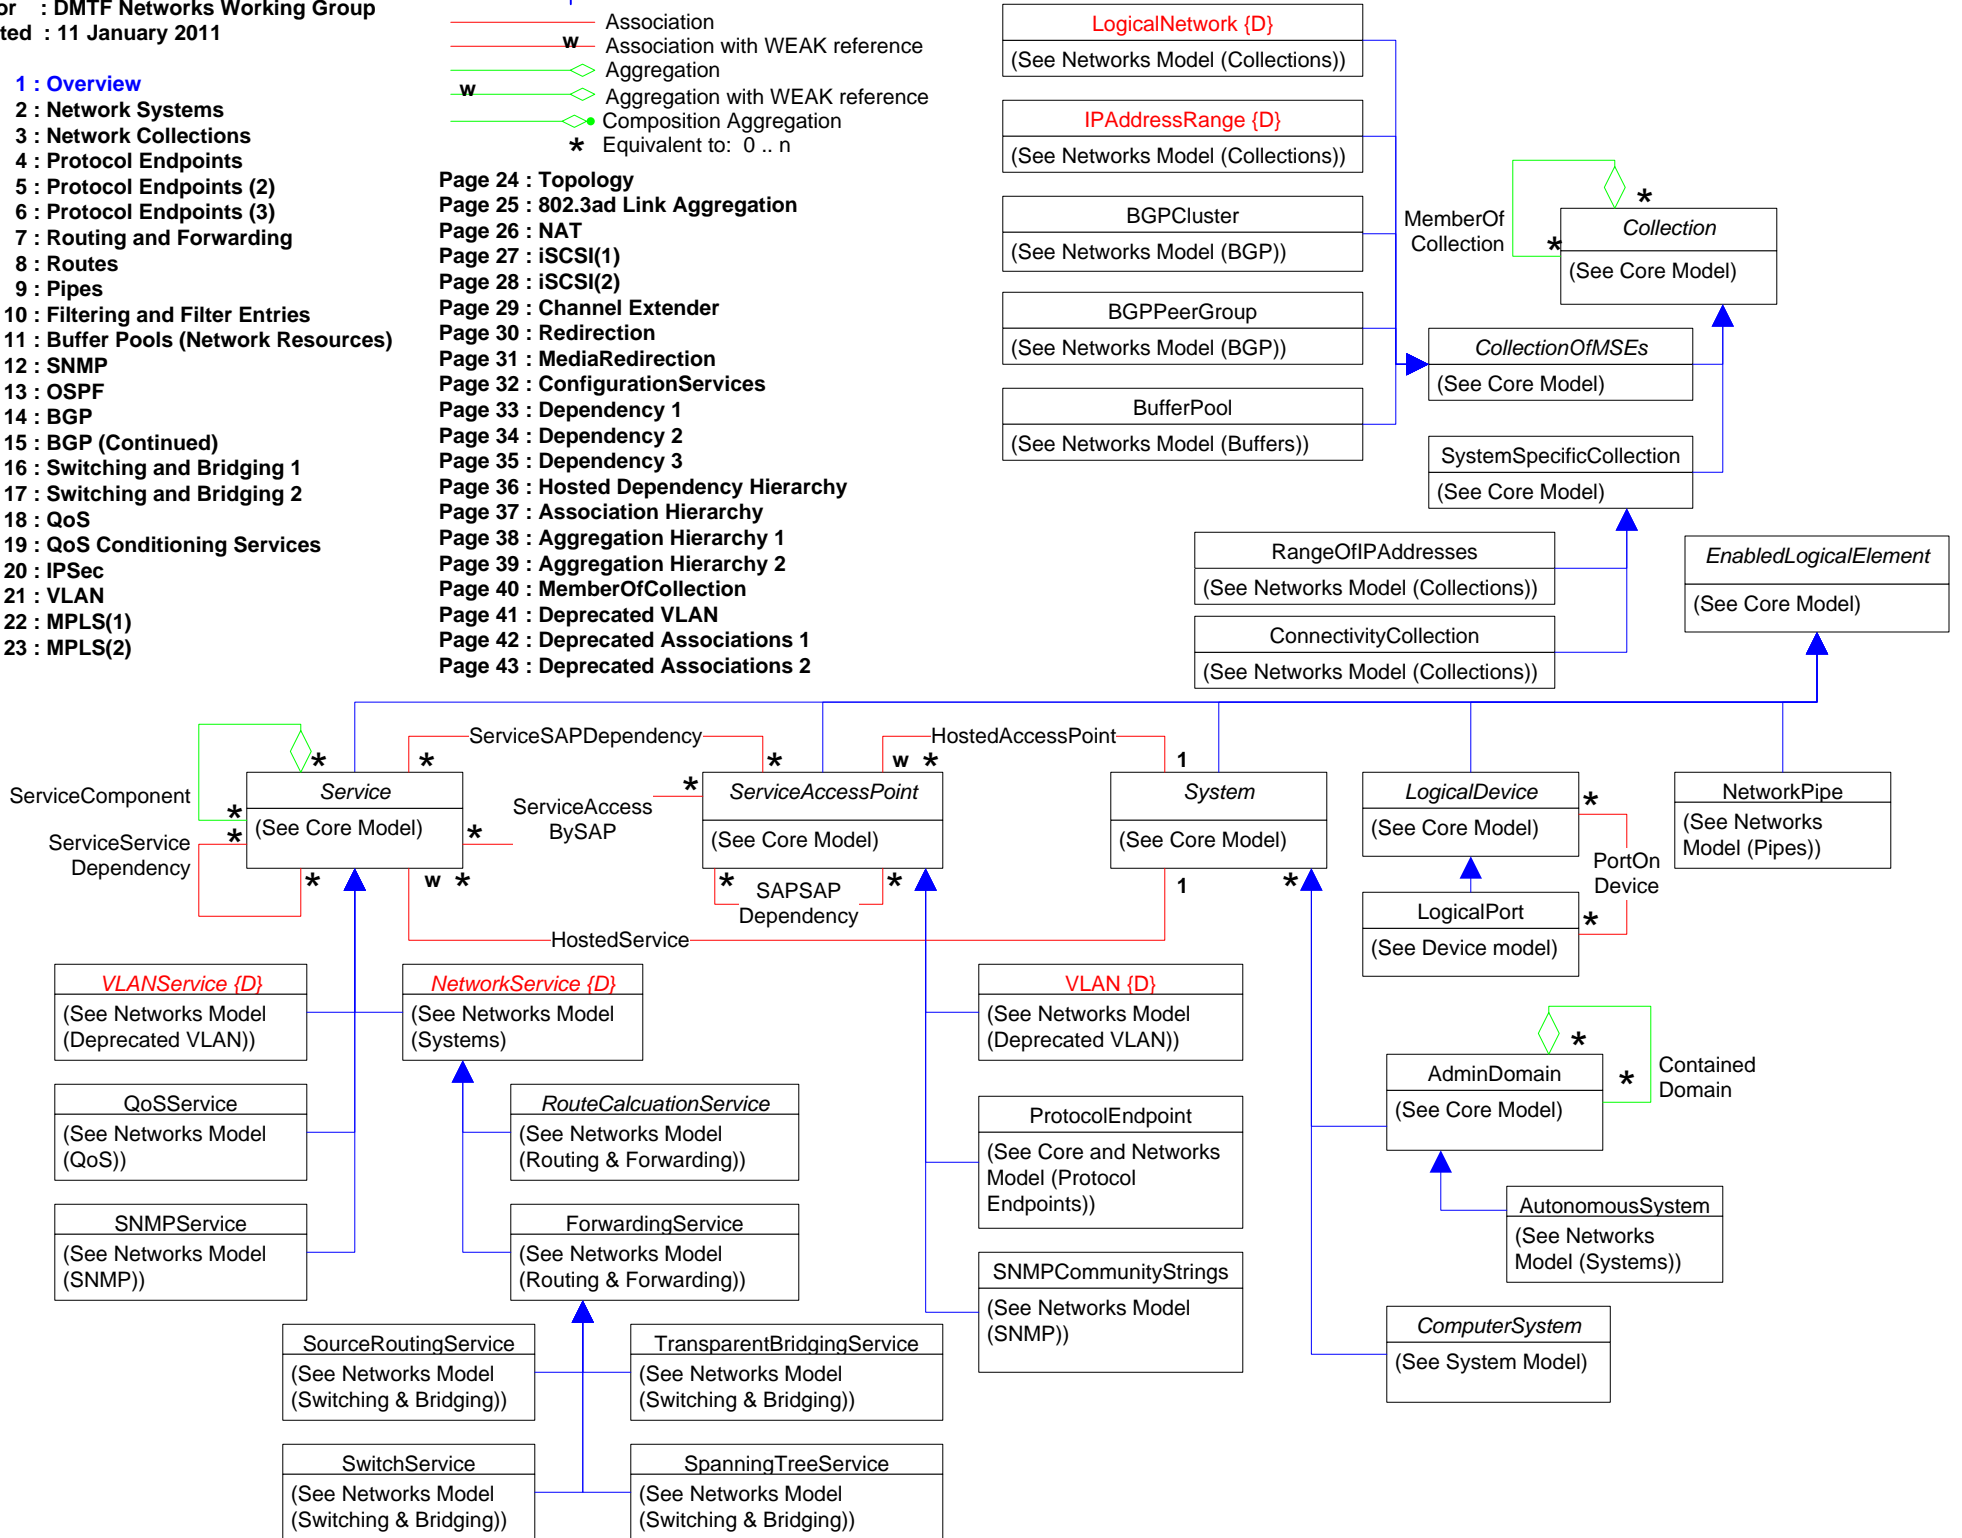 : DMTF Networks Working Group
: 11 January 2011
1 : Overview
2 : Network Systems
3 : Network Collections
4 : Protocol Endpoints
5 : Protocol Endpoints (2)
6 : Protocol Endpoints (3)
7 : Routing and Forwarding
8 : Routes
9 : Pipes
10 : Filtering and Filter Entries
11 : Buffer Pools (Network Resources)
12 : SNMP
13 : OSPF
14 : BGP
15 : BGP (Continued)
16 : Switching and Bridging 1
17 : Switching and Bridging 2
18 : QoS
19 : QoS Conditioning Services
20 : IPSec
21 : VLAN
22 : MPLS(1)
23 : MPLS(2)
Association
w Association with WEAK reference
Aggregation
w Aggregation with WEAK reference
Composition Aggregation
* Equivalent to: 0 .. n
Page 24 : Topology
Page 25 : 802.3ad Link Aggregation
Page 26 : NAT
Page 27 : iSCSI(1)
Page 28 : iSCSI(2)
Page 29 : Channel Extender
Page 30 : Redirection
Page 31 : MediaRedirection
Page 32 : ConfigurationServices
Page 33 : Dependency 1
Page 34 : Dependency 2
Page 35 : Dependency 3
Page 36 : Hosted Dependency Hierarchy
Page 37 : Association Hierarchy
Page 38 : Aggregation Hierarchy 1
Page 39 : Aggregation Hierarchy 2
Page 40 : MemberOfCollection
Page 41 : Deprecated VLAN
Page 42 : Deprecated Associations 1
Page 43 : Deprecated Associations 2
LogicalNetwork {D}
(See Networks Model (Collections))
IPAddressRange {D}
(See Networks Model (Collections))
BGPCluster
(See Networks Model (BGP))
BGPPeerGroup
(See Networks Model (BGP))
BufferPool
(See Networks Model (Buffers))
MemberOf
Collection
*
*
Collection
(See Core Model)
CollectionOfMSEs
(See Core Model)
SystemSpecificCollection
(See Core Model)
RangeOfIPAddresses
(See Networks Model (Collections))
ConnectivityCollection
(See Networks Model (Collections))
EnabledLogicalElement
(See Core Model)
ServiceComponent
*
*
ServiceService
Dependency
*
*
Service
(See Core Model)
ServiceSAPDependency
*
*
ServiceAccess
BySAP
*
*
ServiceAccessPoint
(See Core Model)
SAPSAP
Dependency
*
*
HostedAccessPoint
w *
1
System
(See Core Model)
HostedService
w *
1
*
LogicalDevice
(See Core Model)
*
PortOn
Device
*
LogicalPort
(See Device model)
NetworkPipe
(See Networks
Model (Pipes))
VLANService {D}
(See Networks Model
(Deprecated VLAN))
NetworkService {D}
(See Networks Model
(Systems)
QoSService
(See Networks Model
(QoS))
RouteCalcuationService
(See Networks Model
(Routing & Forwarding))
SNMPService
(See Networks Model
(SNMP))
ForwardingService
(See Networks Model
(Routing & Forwarding))
SourceRoutingService
(See Networks Model
(Switching & Bridging))
TransparentBridgingService
(See Networks Model
(Switching & Bridging))
SwitchService
(See Networks Model
(Switching & Bridging))
SpanningTreeService
(See Networks Model
(Switching & Bridging))
VLAN {D}
(See Networks Model
(Deprecated VLAN))
ProtocolEndpoint
(See Core and Networks
Model (Protocol
Endpoints))
SNMPCommunityStrings
(See Networks Model
(SNMP))
AdminDomain
(See Core Model)
*
*
Contained
Domain
AutonomousSystem
(See Networks
Model (Systems))
ComputerSystem
(See System Model)